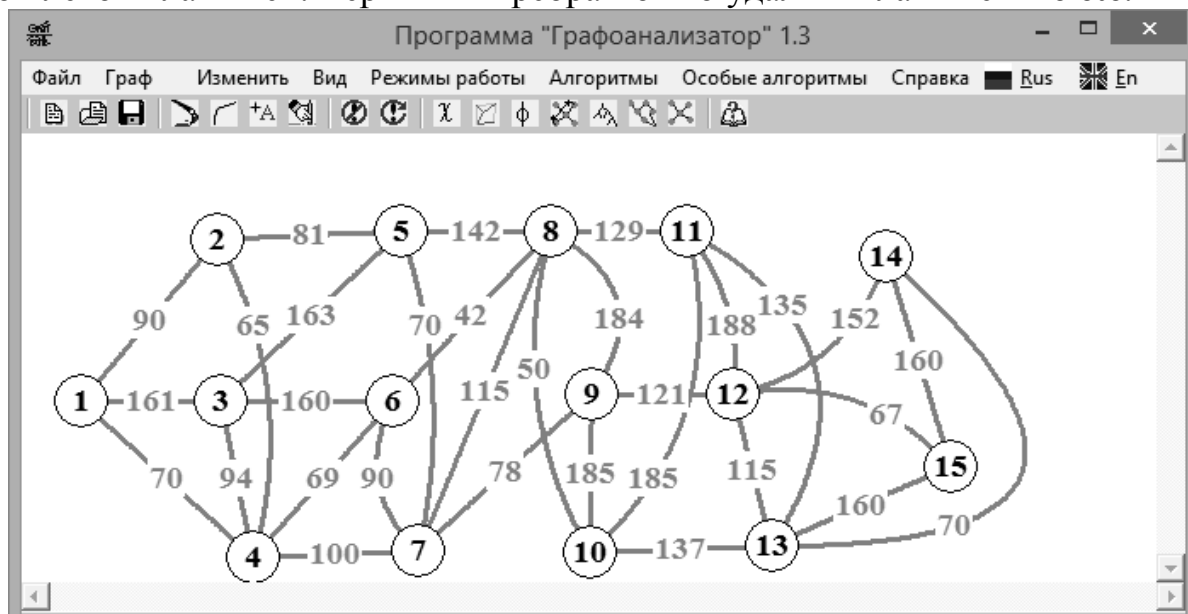 Программа "Графоанализатор" 1.3
Файл Граф Изменить Вид Режимы работы Алгоритмы Особые алгоритмы Справка Rus En
2 81 5 142 8 129 11
14
90 65 163 70 42 184 188 135 152
160
115 50
1 161 3 160 6 9 121 12
67
70 94 69 90 78 185 185 115 15
160
70
4 100 7 10 137 13